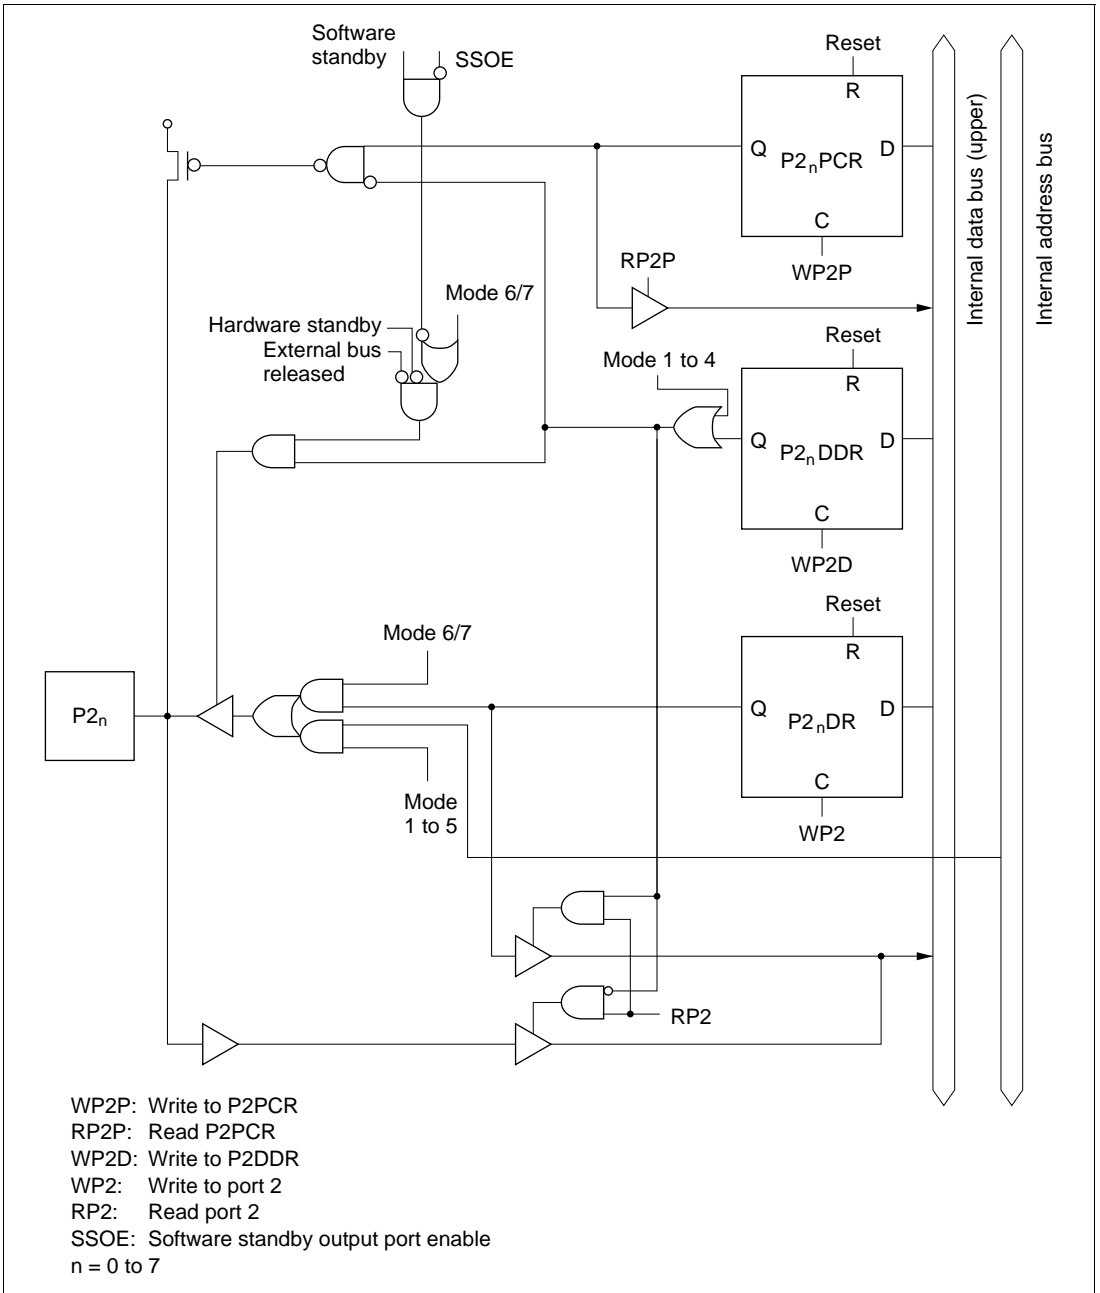 Software
standby
SSOE
Reset
R
Q P2nPCR D
C
WP2P
Internal data bus (upper)
Internal address bus
RP2P
Mode 6/7
Hardware standby
External bus
released
Mode 1 to 4
Reset
R
Q P2nDDR D
C
WP2D
Reset
R
Mode 6/7
P2n
Q P2nDR D
C
Mode
1 to 5
WP2
RP2
WP2P: Write to P2PCR
RP2P: Read P2PCR
WP2D: Write to P2DDR
WP2: Write to port 2
RP2: Read port 2
SSOE: Software standby output port enable
n = 0 to 7